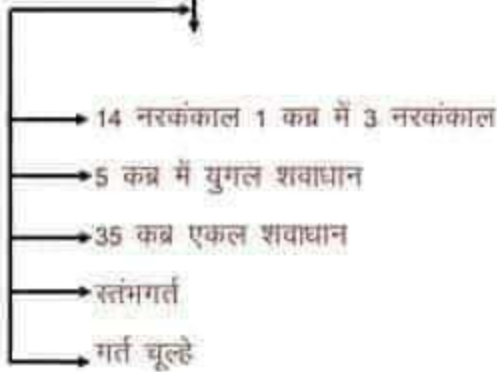 14 नरकंकाल 1 कब्र में 3 नरकंकाल
5 कब्र में युगल शवाधान
35 कब्र एकल शवाधान
स्तंभगर्त
गर्त चूल्हे